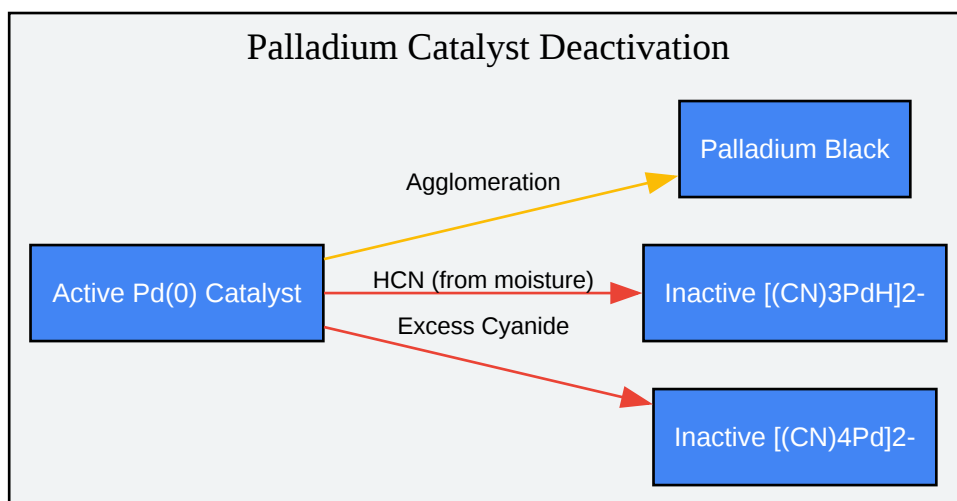 Palladium Catalyst Deactivation
Palladium Black
Agglomeration
Active Pd(0) Catalyst
HCN (from moisture)
Inactive [(CN)3PdH]2-
Excess Cyanide
Inactive [(CN)4Pd]2-